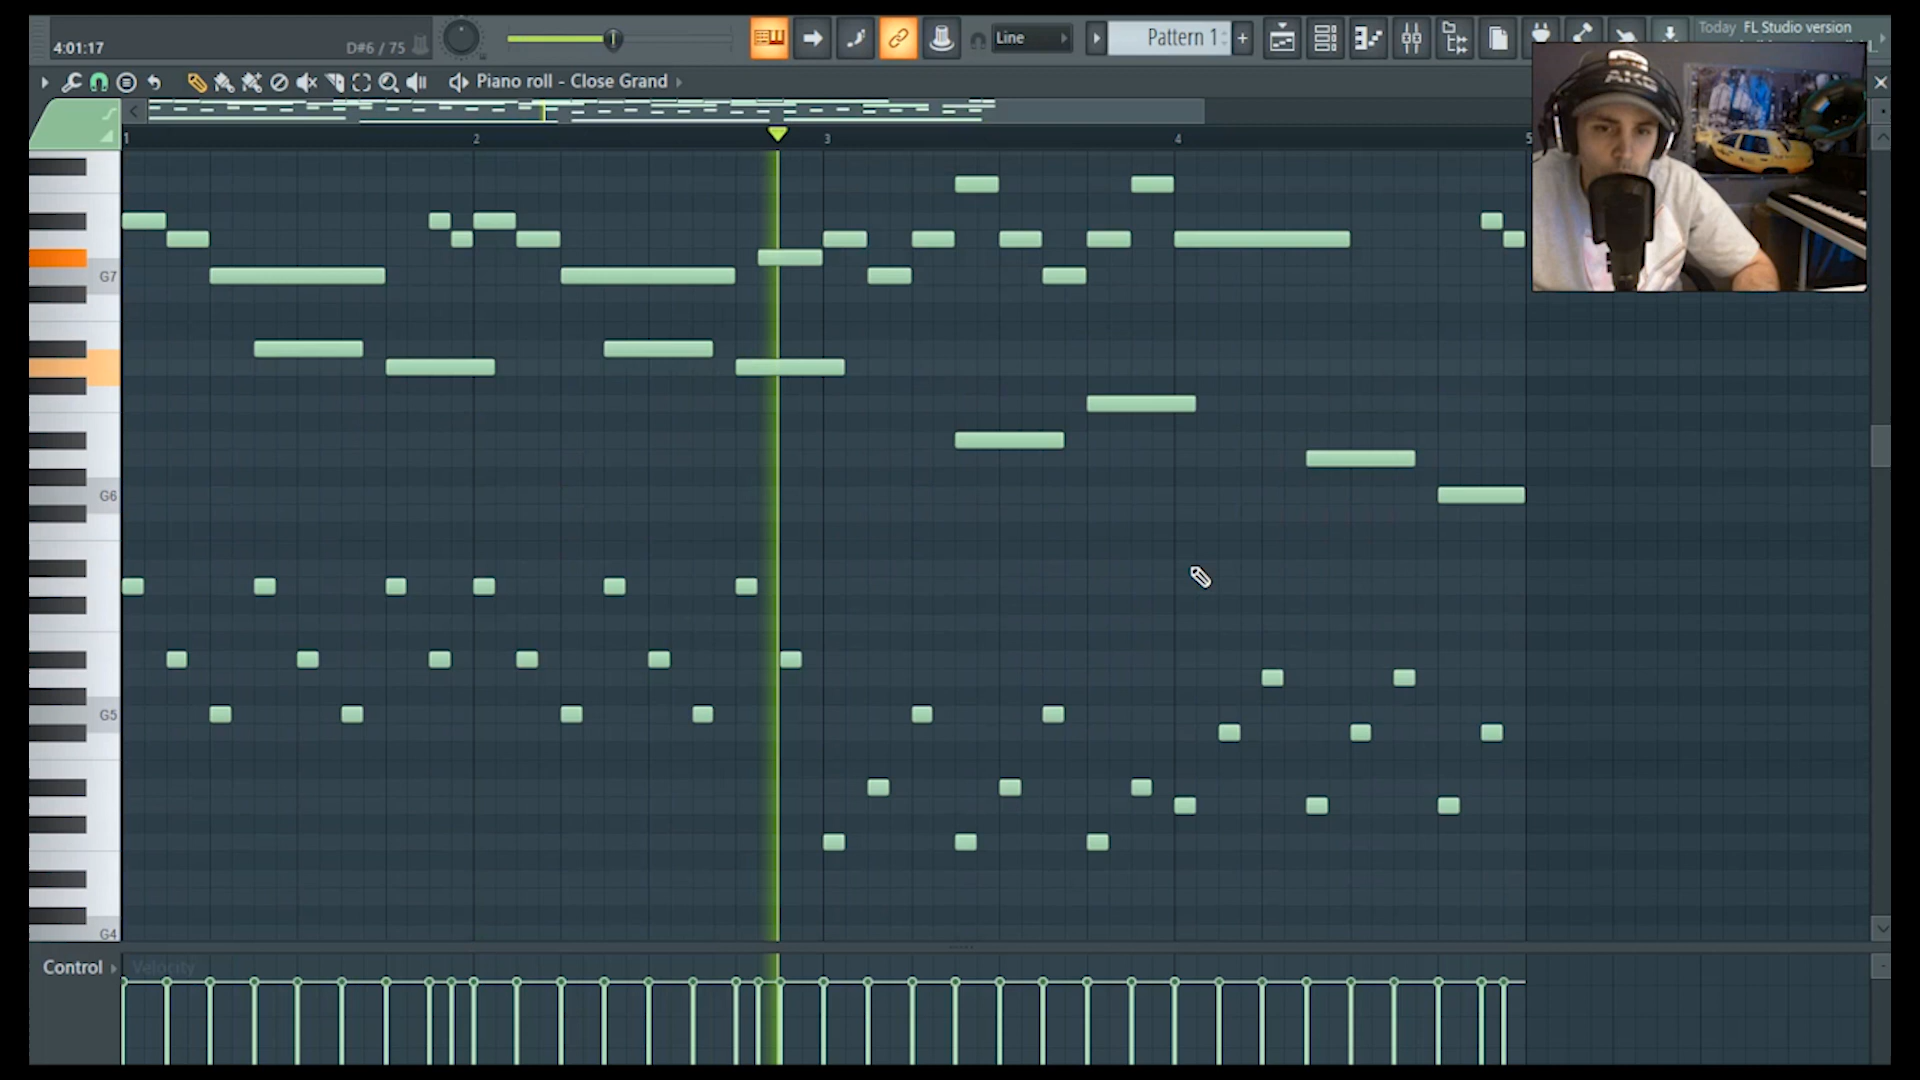 Today FL Studio version
4:01:17
D#6 / 75
Line
Pattern 1
+
Piano roll - Close Grand
AKG
1
2
3
4
5
G7
G6
G5
G4
Control
Velocity